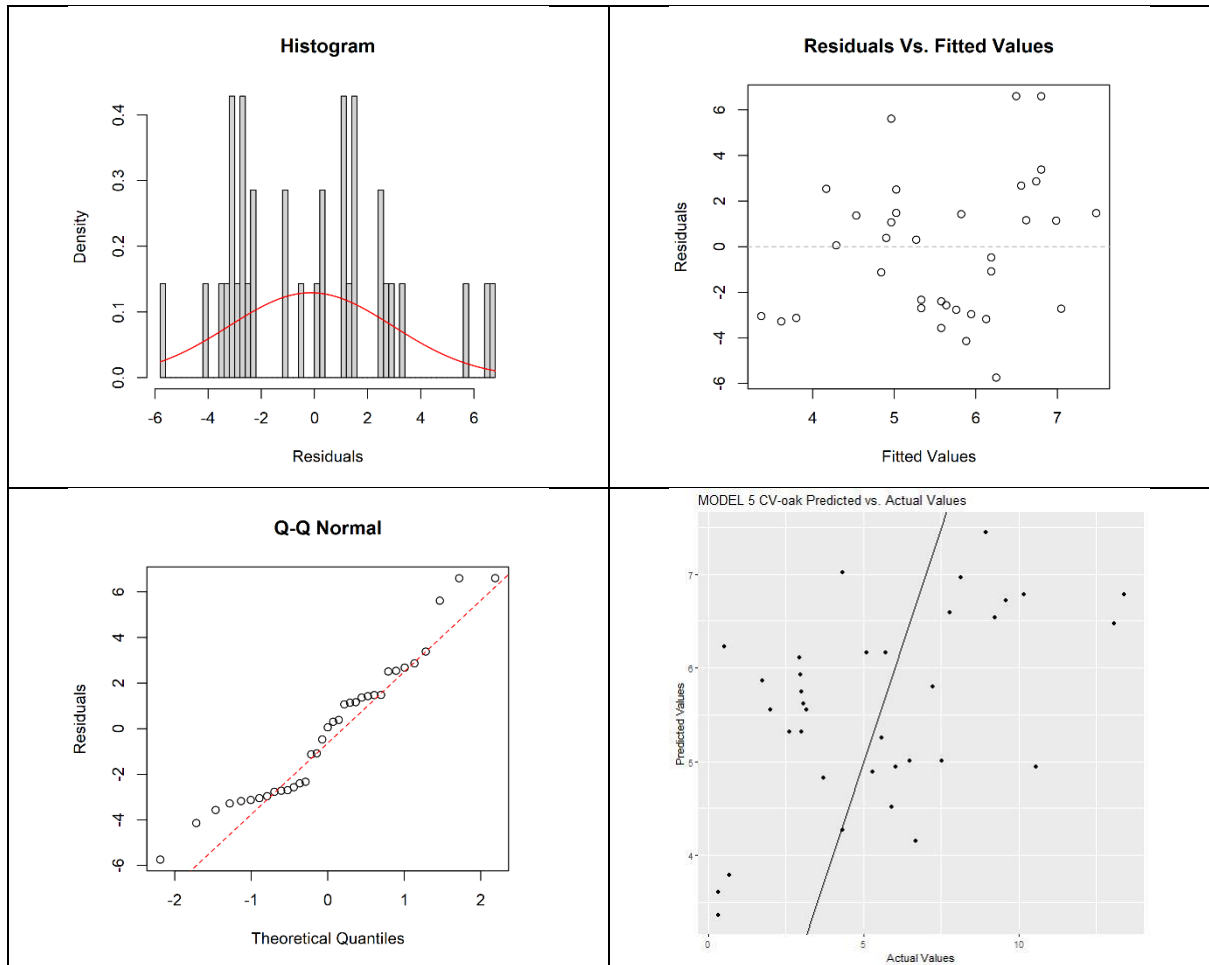 Histogram
0.4
0.3
0.2
0.1
0.0
Density
-6 -4 -2 0 2 4 6
Residuals
Residuals Vs. Fitted Values
6
4
2
0
-2
-4
-6
Residuals
4 5 6 7
Fitted Values
Q-Q Normal
6
4
2
0
-2
-4
-6
Residuals
-2 -1 0 1 2
Theoretical Quantiles
MODEL 5 CV-oak Predicted vs. Actual Values
7
6
5
4
Predicted Values
0 5 10
Actual Values